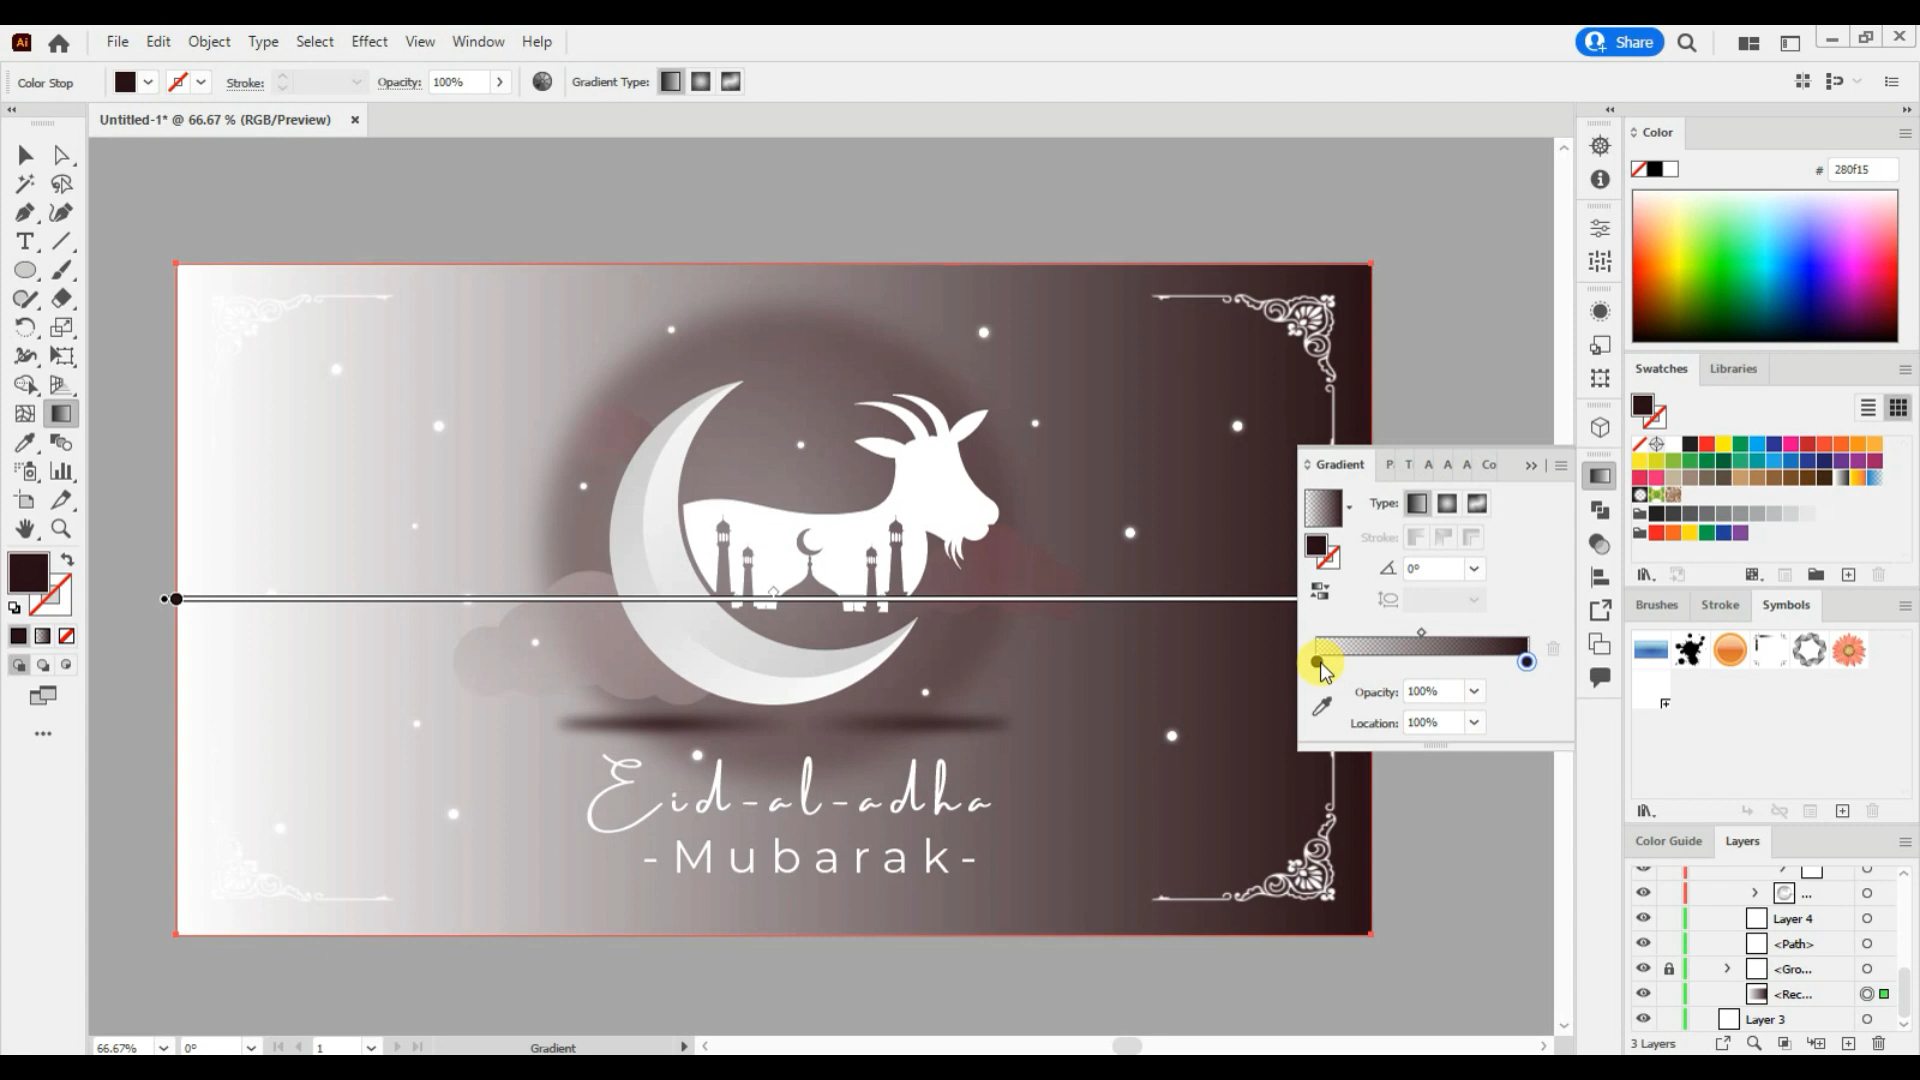 Ai File Edit Object Type Select Effect View Window Help Share
Color Stop Stroke: Opacity: 100% Gradient Type:
Untitled-1* @ 66.67 % (RGB/Preview)
Color
# 280f15
Swatches Libraries
Gradient P T A A A Co
Type:
Stroke:
0°
Opacity: 100%
Location: 100%
Brushes Stroke Symbols
Eid-al-adha
-Mubarak-
Color Guide Layers
...
Layer 4
<Path>
<Gro...
<Rec...
Layer 3
3 Layers
66.67% 0° 1 Gradient